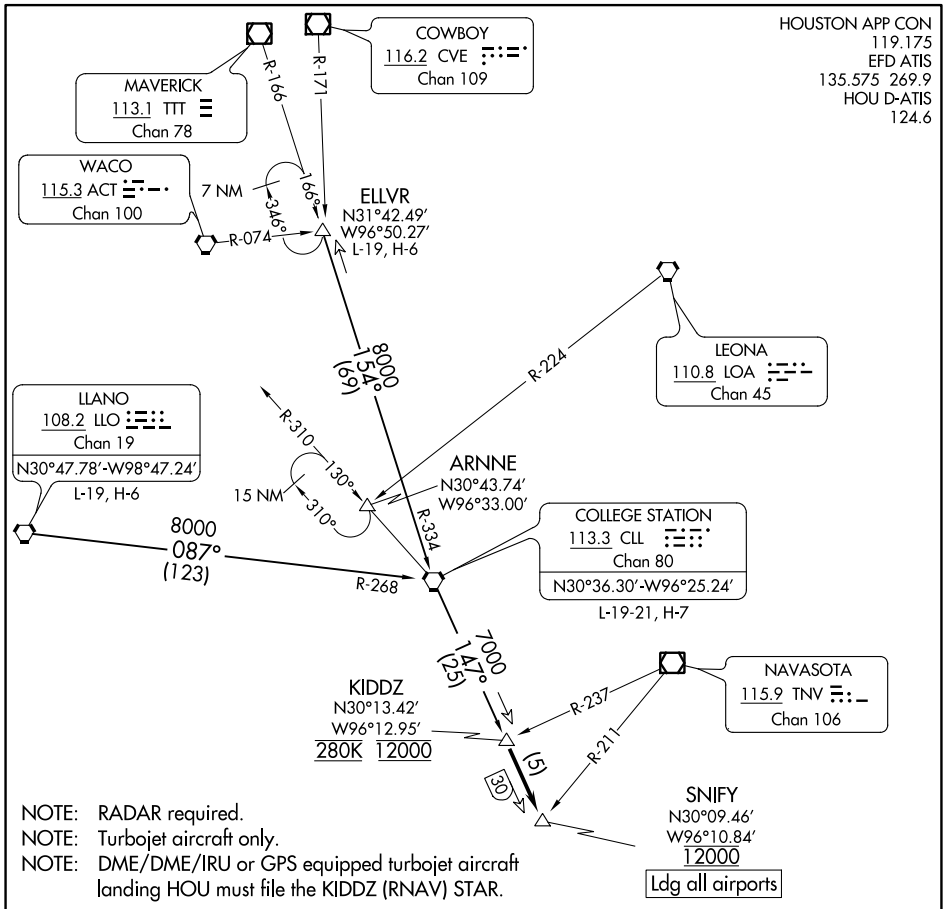 HOUSTON APP CON
119.175
EFD ATIS
135.575 269.9
HOU D-ATIS
124.6
COWBOY
116.2 CVE
Chan 109
MAVERICK
113.1 TTT
Chan 78
R-166
R-171
WACO
115.3 ACT
Chan 100
7 NM
166°
346°
R-074
ELLVR
N31°42.49'
W96°50.27'
L-19, H-6
8000
154°
(69)
R-224
LEONA
110.8 LOA
Chan 45
LLANO
108.2 LLO
Chan 19
N30°47.78'-W98°47.24'
L-19, H-6
R-310
130°
15 NM
310°
ARNNE
N30°43.74'
W96°33.00'
R-334
8000
087°
(123)
R-268
COLLEGE STATION
113.3 CLL
Chan 80
N30°36.30'-W96°25.24'
L-19-21, H-7
7000
147°
(25)
NAVASOTA
115.9 TNV
Chan 106
R-237
R-211
KIDDZ
N30°13.42'
W96°12.95'
280K 12000
(5)
30
SNIFY
N30°09.46'
W96°10.84'
12000
Ldg all airports
NOTE: RADAR required.
NOTE: Turbojet aircraft only.
NOTE: DME/DME/IRU or GPS equipped turbojet aircraft
landing HOU must file the KIDDZ (RNAV) STAR.